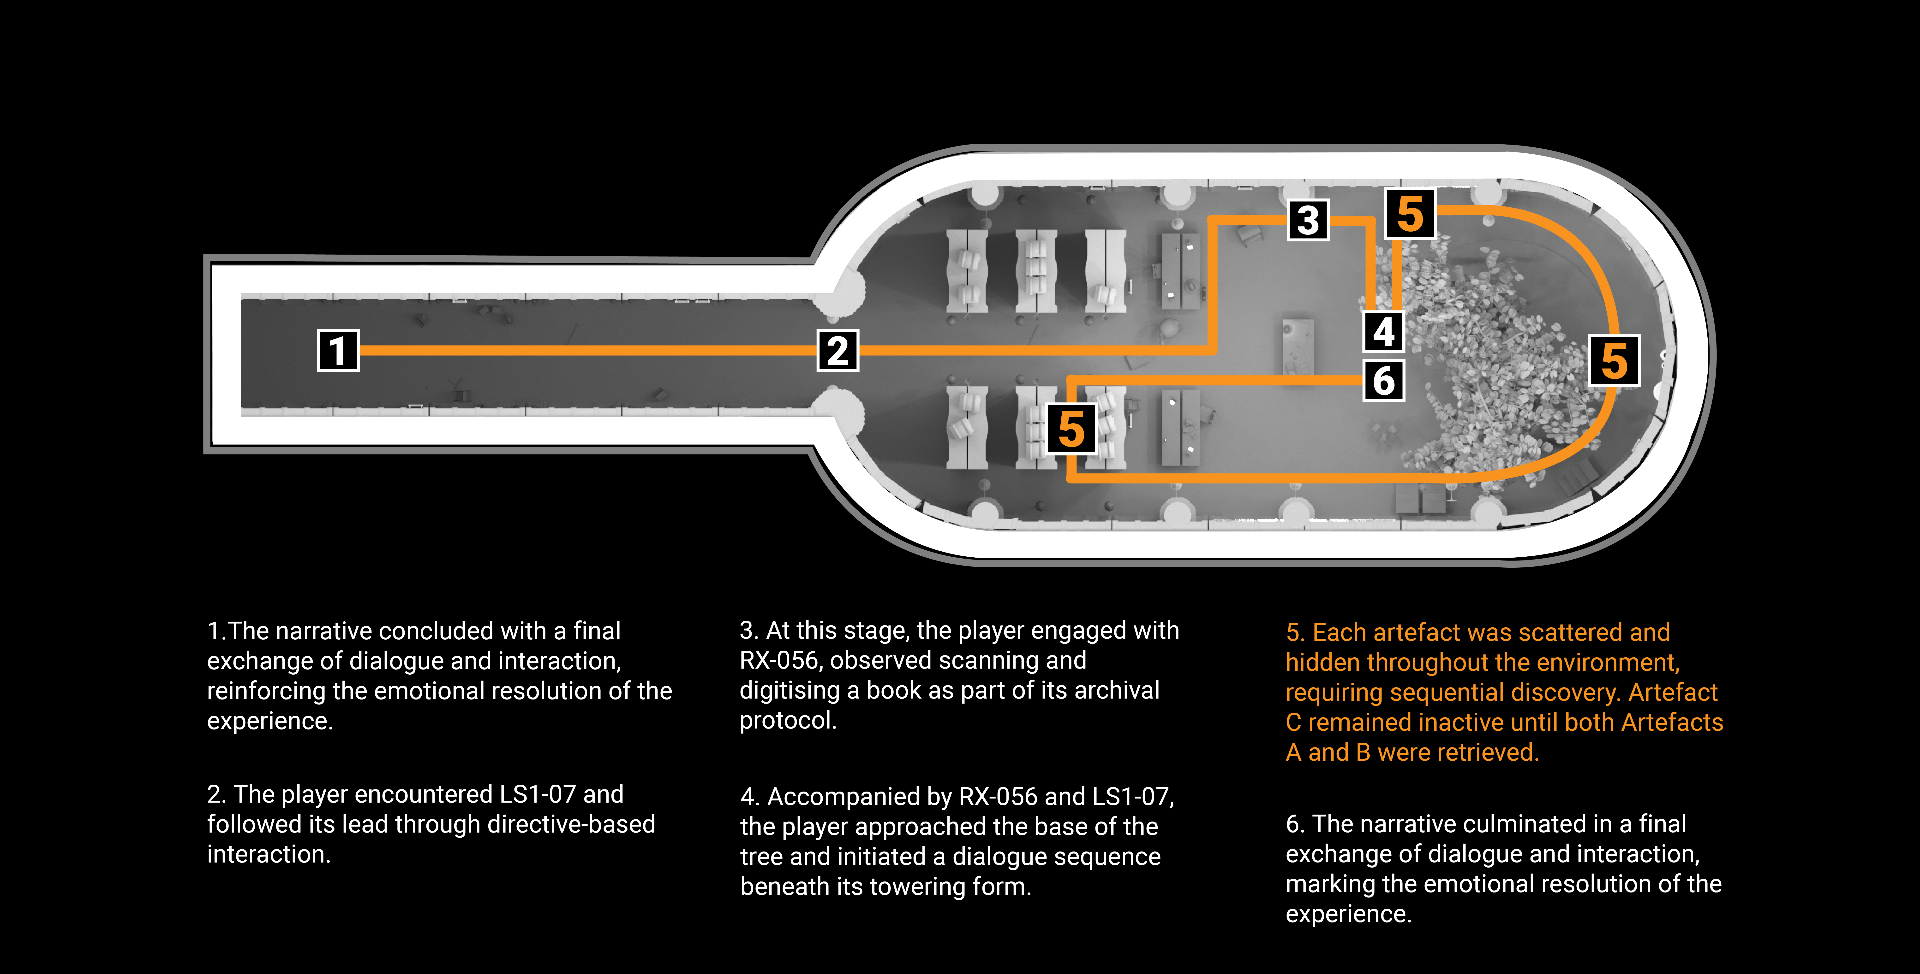 5
3
4
5
1
2
6
5
1.The narrative concluded with a final
exchange of dialogue and interaction,
reinforcing the emotional resolution of the
experience.
2. The player encountered LS1-07 and
followed its lead through directive-based
interaction.
3. At this stage, the player engaged with
RX-056, observed scanning and
digitising a book as part of its archival
protocol.
4. Accompanied by RX-056 and LS1-07,
the player approached the base of the
tree and initiated a dialogue sequence
beneath its towering form.
5. Each artefact was scattered and
hidden throughout the environment,
requiring sequential discovery. Artefact
C remained inactive until both Artefacts
A and B were retrieved.
6. The narrative culminated in a final
exchange of dialogue and interaction,
marking the emotional resolution of the
experience.